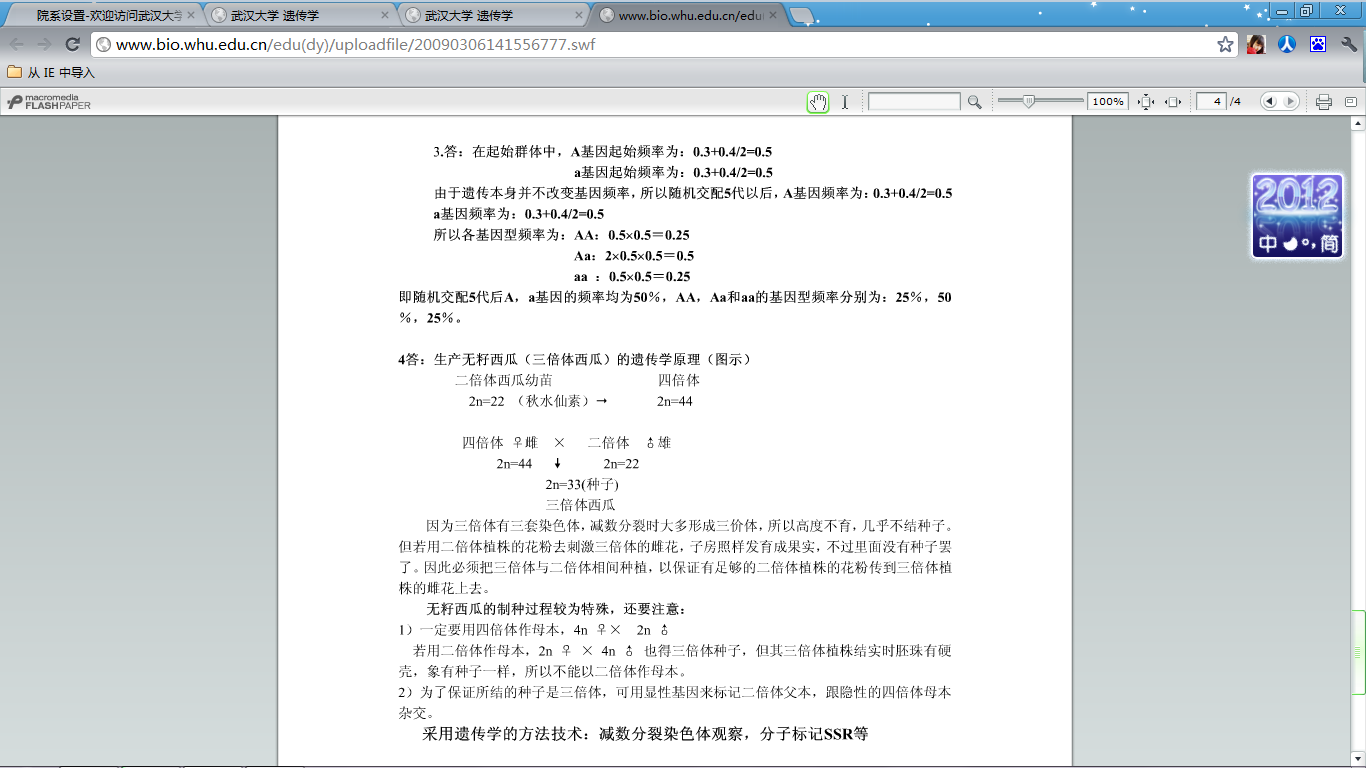 院系设置-欢迎访问武汉大学
武汉大学 遗传学
武汉大学 遗传学
www.bio.whu.edu.cn/edu
www.bio.whu.edu.cn/edu(dy)/uploadfile/20090306141556777.swf
从 IE 中导入
macromedia
FLASHPAPER
100%
4 /4
3.答：在起始群体中，A基因起始频率为：0.3+0.4/2=0.5
a基因起始频率为：0.3+0.4/2=0.5
由于遗传本身并不改变基因频率，所以随机交配5代以后，A基因频率为：0.3+0.4/2=0.5
a基因频率为：0.3+0.4/2=0.5
所以各基因型频率为：AA：0.5×0.5＝0.25
Aa：2×0.5×0.5＝0.5
aa ：0.5×0.5＝0.25
即随机交配5代后A，a基因的频率均为50％，AA，Aa和aa的基因型频率分别为：25％，50
％，25％。
4答：生产无籽西瓜（三倍体西瓜）的遗传学原理（图示）
二倍体西瓜幼苗 四倍体
2n=22 （秋水仙素）→ 2n=44
四倍体 ♀雌 × 二倍体 ♂雄
2n=44 ↓ 2n=22
2n=33(种子)
三倍体西瓜
因为三倍体有三套染色体，减数分裂时大多形成三价体，所以高度不育，几乎不结种子。
但若用二倍体植株的花粉去刺激三倍体的雌花，子房照样发育成果实，不过里面没有种子罢
了。因此必须把三倍体与二倍体相间种植，以保证有足够的二倍体植株的花粉传到三倍体植
株的雌花上去。
无籽西瓜的制种过程较为特殊，还要注意：
1）一定要用四倍体作母本，4n ♀× 2n ♂
若用二倍体作母本，2n ♀ × 4n ♂ 也得三倍体种子，但其三倍体植株结实时胚珠有硬
壳，象有种子一样，所以不能以二倍体作母本。
2）为了保证所结的种子是三倍体，可用显性基因来标记二倍体父本，跟隐性的四倍体母本
杂交。
采用遗传学的方法技术：减数分裂染色体观察，分子标记SSR等
2012
中 °, 简